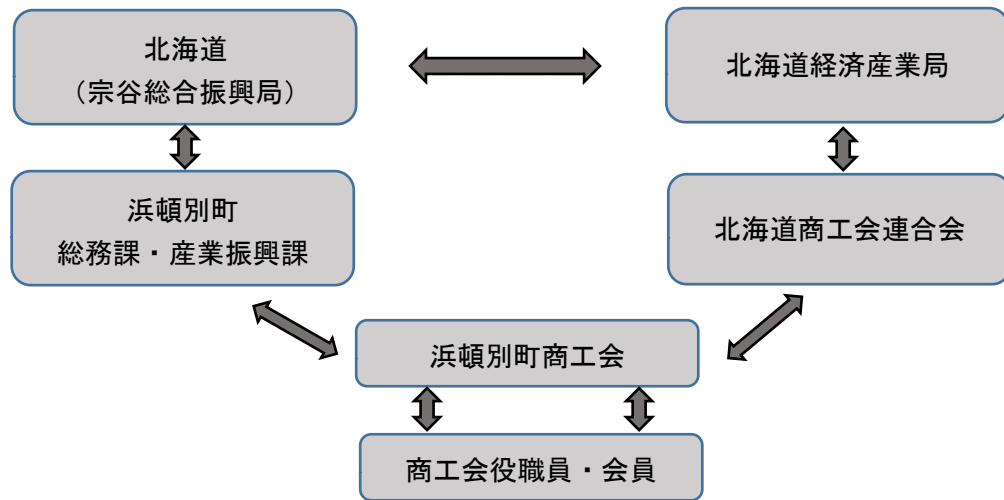 北海道
（宗谷総合振興局）
北海道経済産業局
浜頓別町
総務課・産業振興課
北海道商工会連合会
浜頓別町商工会
商工会役職員・会員